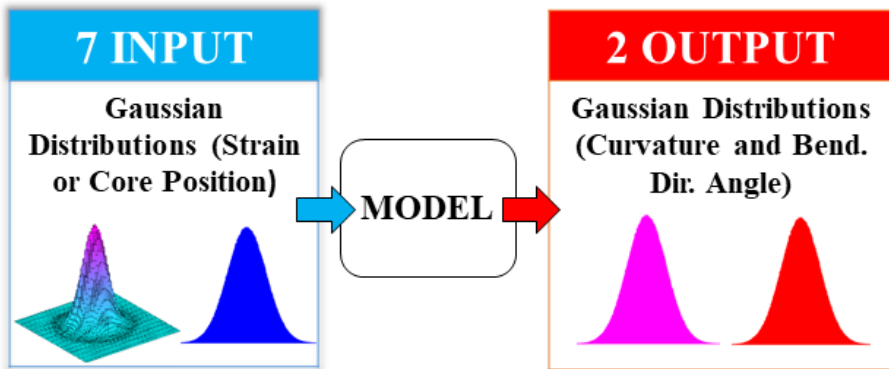 7 INPUT
Gaussian
Distributions (Strain
or Core Position)
MODEL
2 OUTPUT
Gaussian Distributions
(Curvature and Bend.
Dir. Angle)